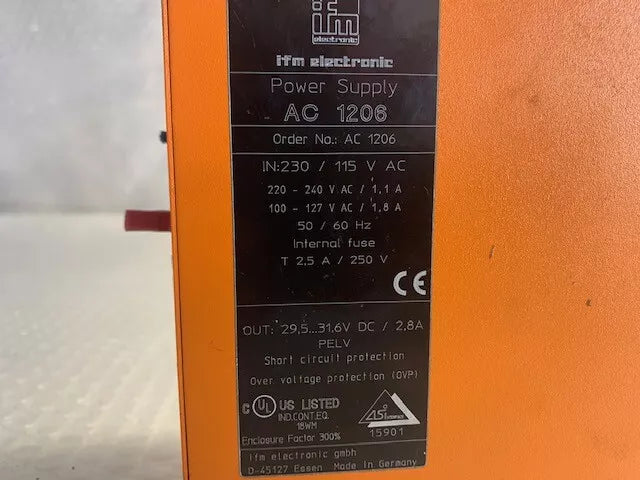 ifm
electronic
ifm electronic
Power Supply
AC 1206
Order No.: AC 1206
IN:230 / 115 V AC
220 - 240 V AC / 1,1 A
100 - 127 V AC / 1,8 A
50 / 60 Hz
Internal fuse
T 2,5 A / 250 V
CE
OUT: 29,5...31.6V DC / 2.8A
PELV
Short circuit protection
Over voltage protection (OVP)
C UL US LISTED
IND.CONT.EQ.
18WM
Enclosure Factor 300%
ASi
INTERFACE
15901
ifm electronic gmbh
D-45127 Essen Made in Germany